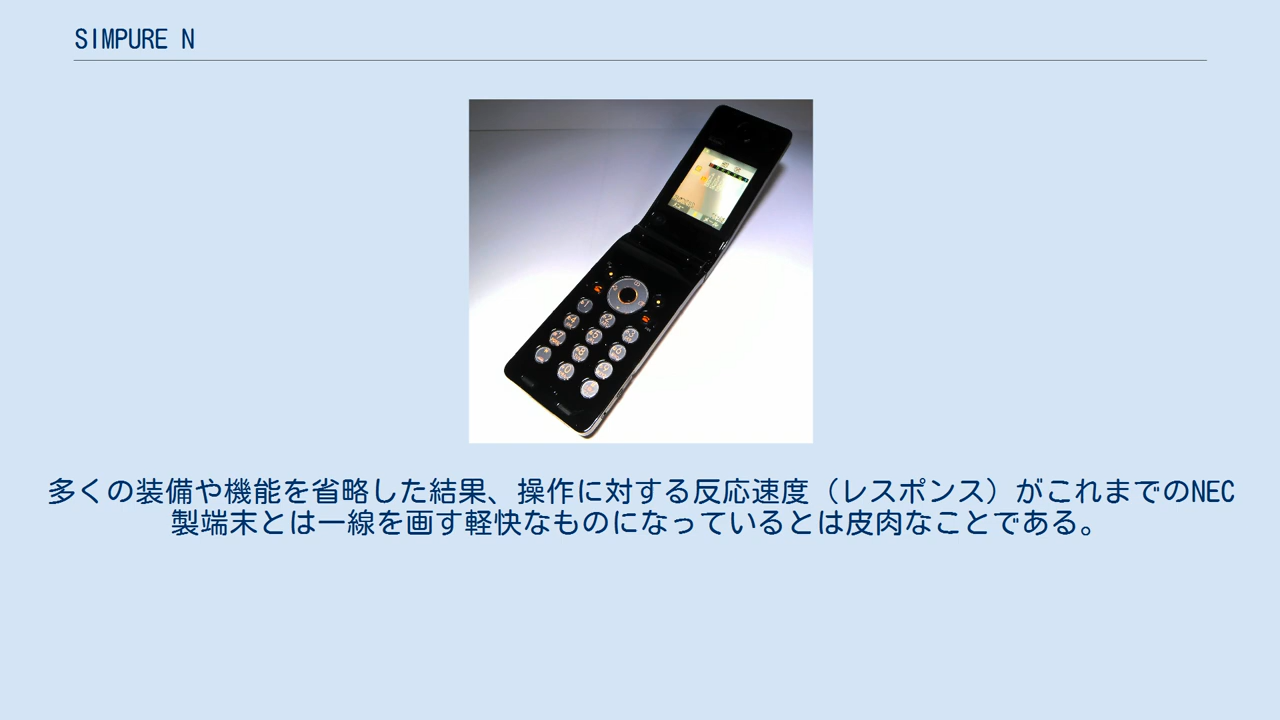 SIMPURE N
多くの装備や機能を省略した結果、操作に対する反応速度（レスポンス）がこれまでのNEC
製端末とは一線を画す軽快なものになっているとは皮肉なことである。